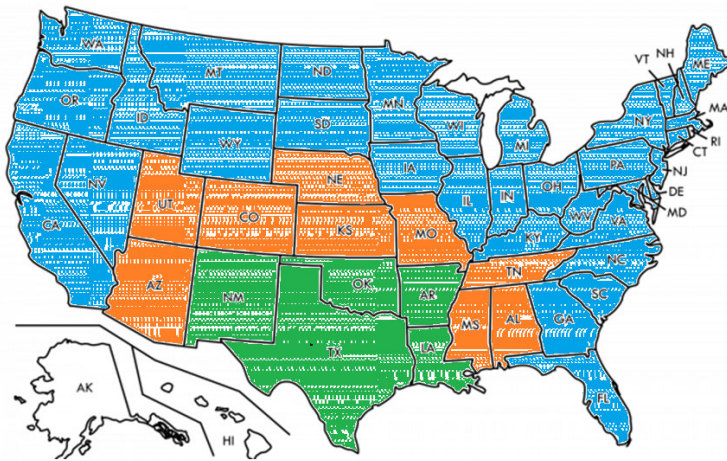 WA
MT
ND
MN
OR
ID
WY
SD
WI
MI
NY
VT
NH
ME
MA
RI
CT
NJ
DE
MD
PA
IA
NE
NV
UT
CO
KS
MO
IL
IN
OH
WV
VA
KY
NC
TN
SC
CA
AZ
NM
OK
AR
MS
AL
GA
TX
LA
FL
AK
HI